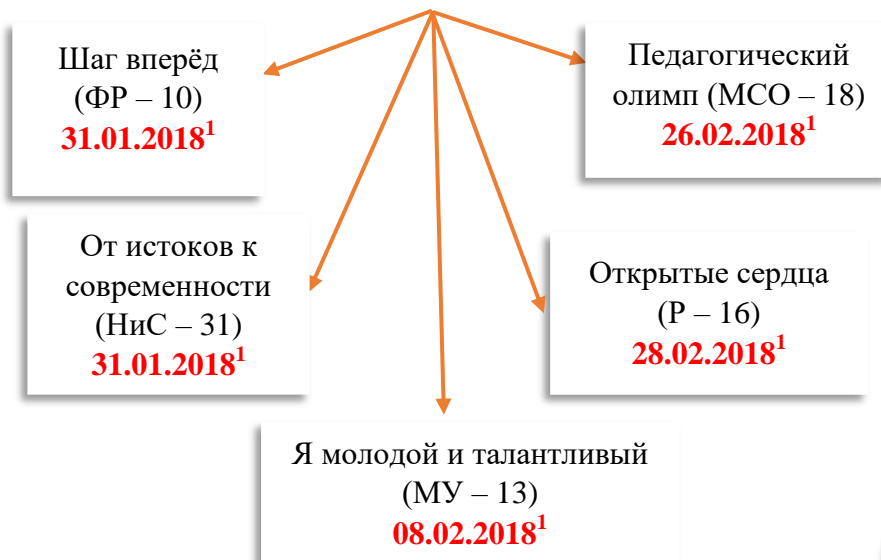 Шаг вперёд
(ФР – 10)
31.01.2018¹
Педагогический
олимп (МСО – 18)
26.02.2018¹
От истоков к
современности
(НиС – 31)
31.01.2018¹
Открытые сердца
(Р – 16)
28.02.2018¹
Я молодой и талантливый
(МУ – 13)
08.02.2018¹